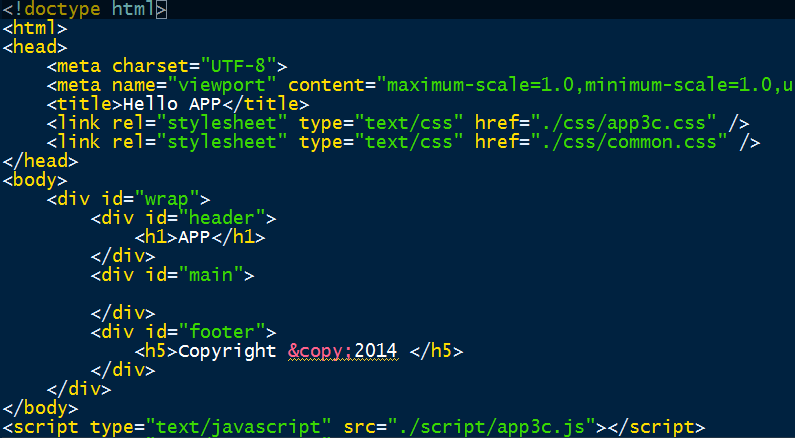 <!doctype html>
<html>
<head>
    <meta charset="UTF-8">
    <meta name="viewport" content="maximum-scale=1.0,minimum-scale=1.0,u
    <title>Hello APP</title>
    <link rel="stylesheet" type="text/css" href="./css/app3c.css" />
    <link rel="stylesheet" type="text/css" href="./css/common.css" />
</head>
<body>
    <div id="wrap">
        <div id="header">
            <h1>APP</h1>
        </div>
        <div id="main">

        </div>
        <div id="footer">
            <h5>Copyright &copy;2014 </h5>
        </div>
    </div>
</body>
<script type="text/javascript" src="./script/app3c.js"></script>